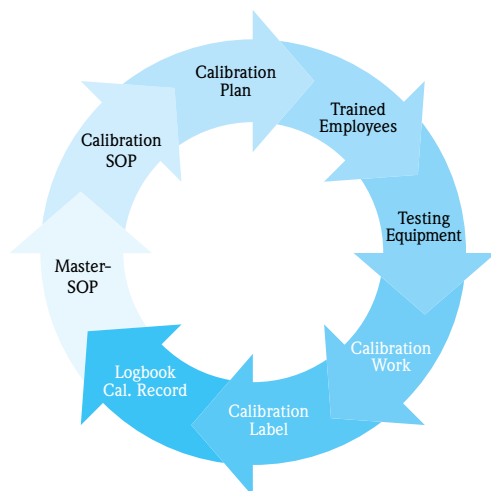 Calibration
Plan
Trained
Employees
Testing
Equipment
Calibration
Work
Calibration
Label
Logbook
Cal. Record
Master-
SOP
Calibration
SOP